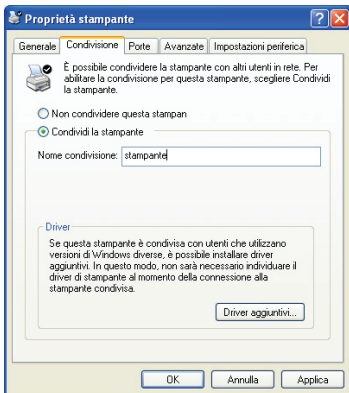 Proprietà stampante
Generale Condivisione Porte Avanzate Impostazioni periferica
È possibile condividere la stampante con altri utenti in rete. Per
abilitare la condivisione per questa stampante, scegliere Condividi
la stampante.
Non condividere questa stampan
Condividi la stampante
Nome condivisione: stampante
Driver
Se questa stampante è condivisa con utenti che utilizzano
versioni di Windows diverse, è possibile installare driver
aggiuntivi. In questo modo, non sarà necessario individuare il
driver di stampante al momento della connessione alla
stampante condivisa.
Driver aggiuntivi...
OK Annulla Applica